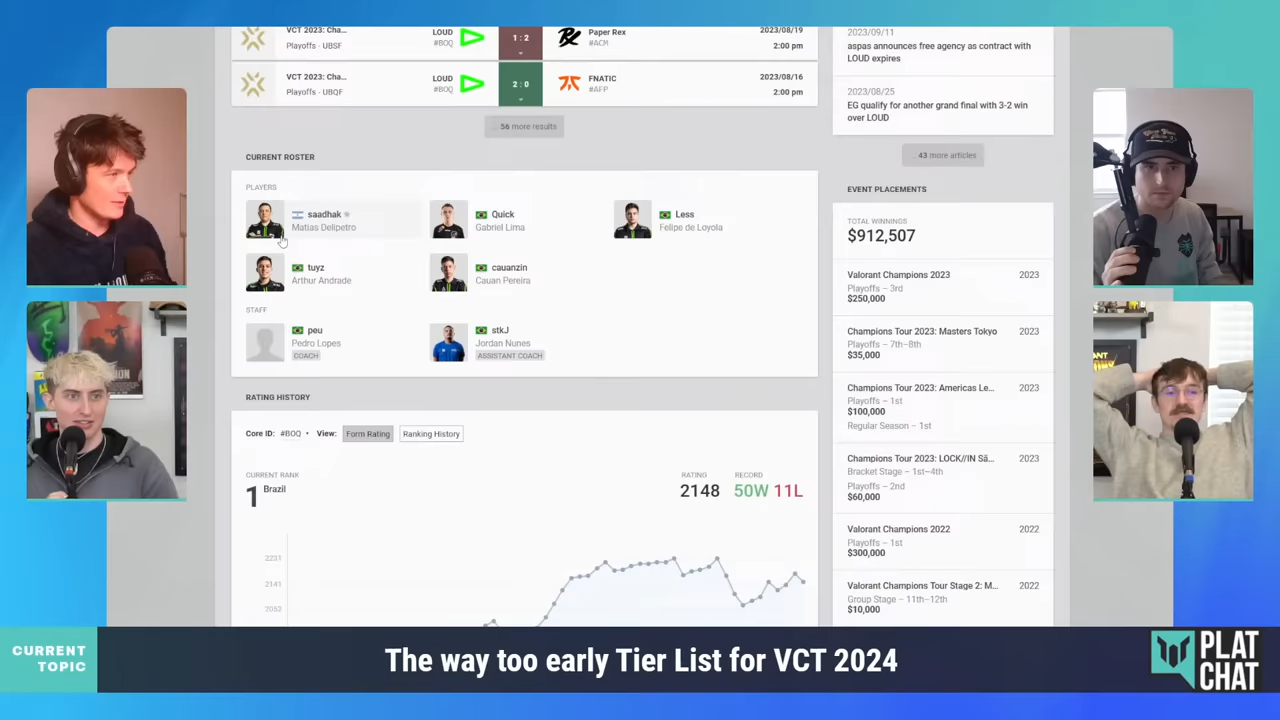 VCT 2023: Cha...
Playoffs - UBSF
LOUD
#BOQ
1 : 2
Paper Rex
#ACM
2023/08/19
2:00 pm
VCT 2023: Cha...
Playoffs - UBQF
LOUD
#BOQ
2 : 0
FNATIC
#AFP
2023/08/16
2:00 pm
... 56 more results
CURRENT ROSTER
PLAYERS
saadhak
Matias Delipetro
Quick
Gabriel Lima
Less
Felipe de Loyola
tuyz
Arthur Andrade
cauanzin
Cauan Pereira
STAFF
peu
Pedro Lopes
COACH
stkJ
Jordan Nunes
ASSISTANT COACH
RATING HISTORY
Core ID: #BOQ • View: Form Rating Ranking History
CURRENT RANK
1 Brazil
RATING
2148
RECORD
50W 11L
2231
2141
2052
2023/09/11
aspas announces free agency as contract with
LOUD expires
2023/08/25
EG qualify for another grand final with 3-2 win
over LOUD
... 43 more articles
EVENT PLACEMENTS
TOTAL WINNINGS
$912,507
Valorant Champions 2023 2023
Playoffs – 3rd
$250,000
Champions Tour 2023: Masters Tokyo 2023
Playoffs – 7th–8th
$35,000
Champions Tour 2023: Americas Le... 2023
Playoffs – 1st
$100,000
Regular Season – 1st
Champions Tour 2023: LOCK//IN Sã... 2023
Bracket Stage – 1st–4th
Playoffs – 2nd
$60,000
Valorant Champions 2022 2022
Playoffs – 1st
$300,000
Valorant Champions Tour Stage 2: M... 2022
Group Stage – 11th–12th
$10,000
CURRENT
TOPIC
The way too early Tier List for VCT 2024
PLAT
CHAT